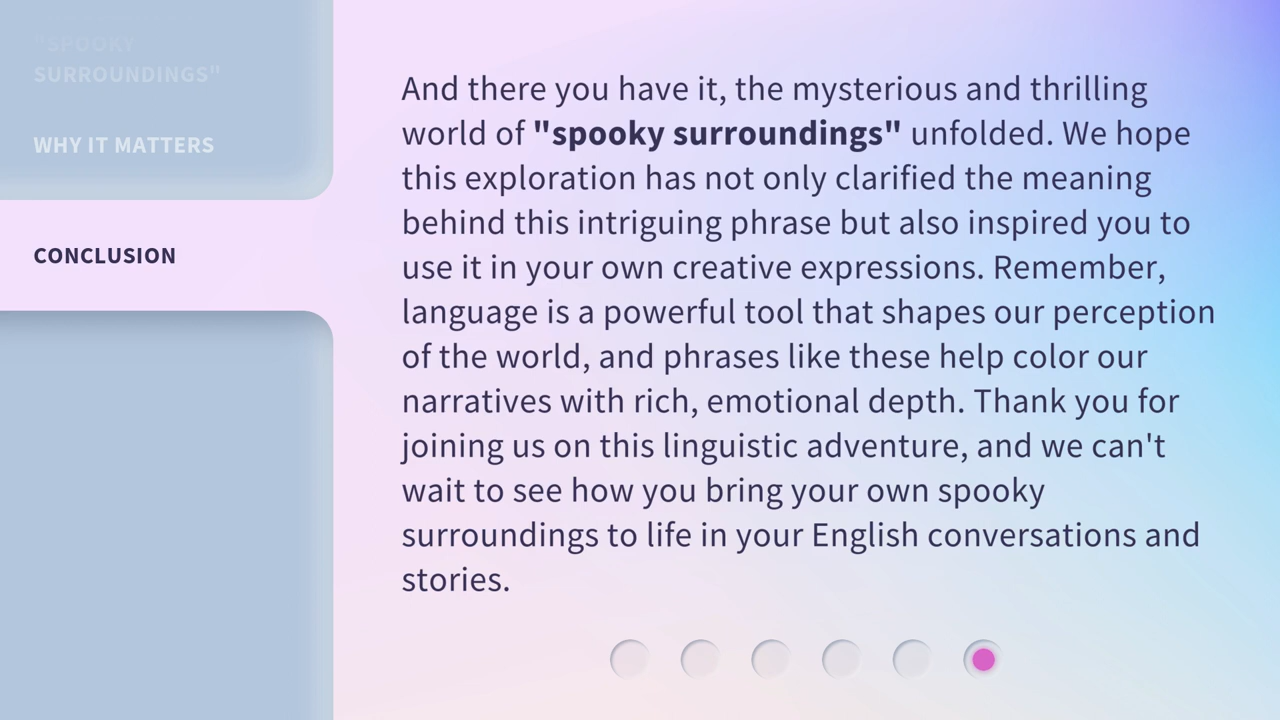 "SPOOKY
SURROUNDINGS"
WHY IT MATTERS
CONCLUSION
And there you have it, the mysterious and thrilling
world of "spooky surroundings" unfolded. We hope
this exploration has not only clarified the meaning
behind this intriguing phrase but also inspired you to
use it in your own creative expressions. Remember,
language is a powerful tool that shapes our perception
of the world, and phrases like these help color our
narratives with rich, emotional depth. Thank you for
joining us on this linguistic adventure, and we can't
wait to see how you bring your own spooky
surroundings to life in your English conversations and
stories.